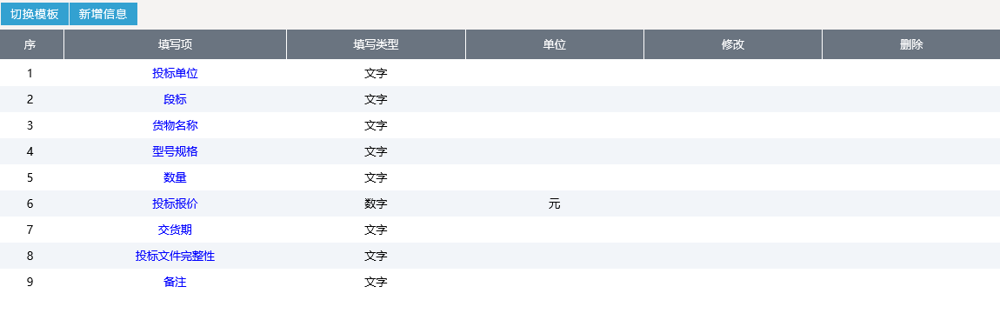 切换模板 新增信息
序 填写项 填写类型 单位 修改 删除
1 投标单位 文字
2 段标 文字
3 货物名称 文字
4 型号规格 文字
5 数量 文字
6 投标报价 数字 元
7 交货期 文字
8 投标文件完整性 文字
9 备注 文字